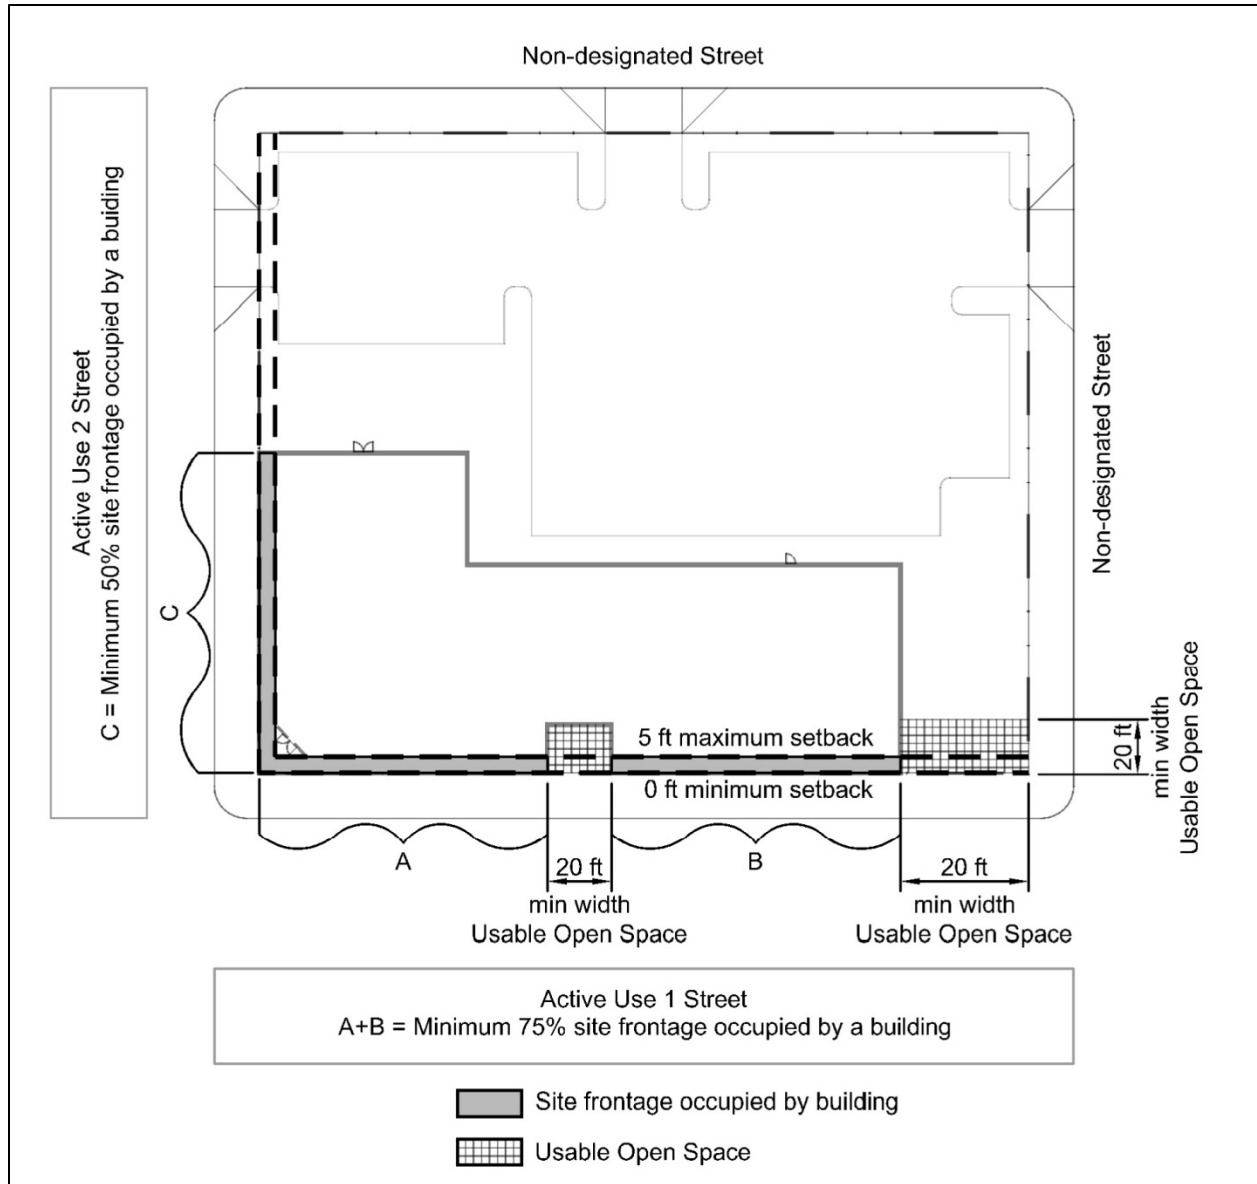 Non-designated Street
Active Use 2 Street
C = Minimum 50% site frontage occupied by a buiding
Non-designated Street
C
5 ft maximum setback
0 ft minimum setback
20 ft
min width
Usable Open Space
A
B
20 ft
min width
Usable Open Space
20 ft
min width
Usable Open Space
Active Use 1 Street
A+B = Minimum 75% site frontage occupied by a building
Site frontage occupied by building
Usable Open Space